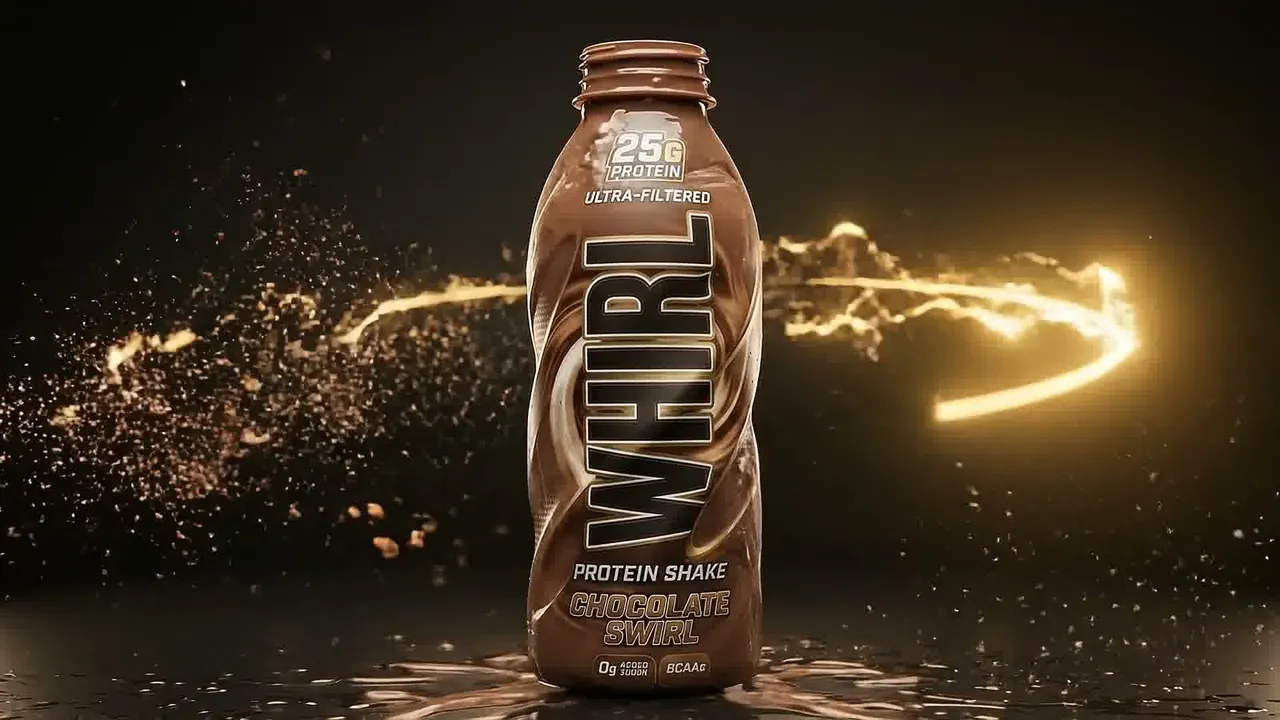 25G
PROTEIN
ULTRA-FILTERED
WHIRL
PROTEIN SHAKE
CHOCOLATE
SWIRL
0g
BCAAs